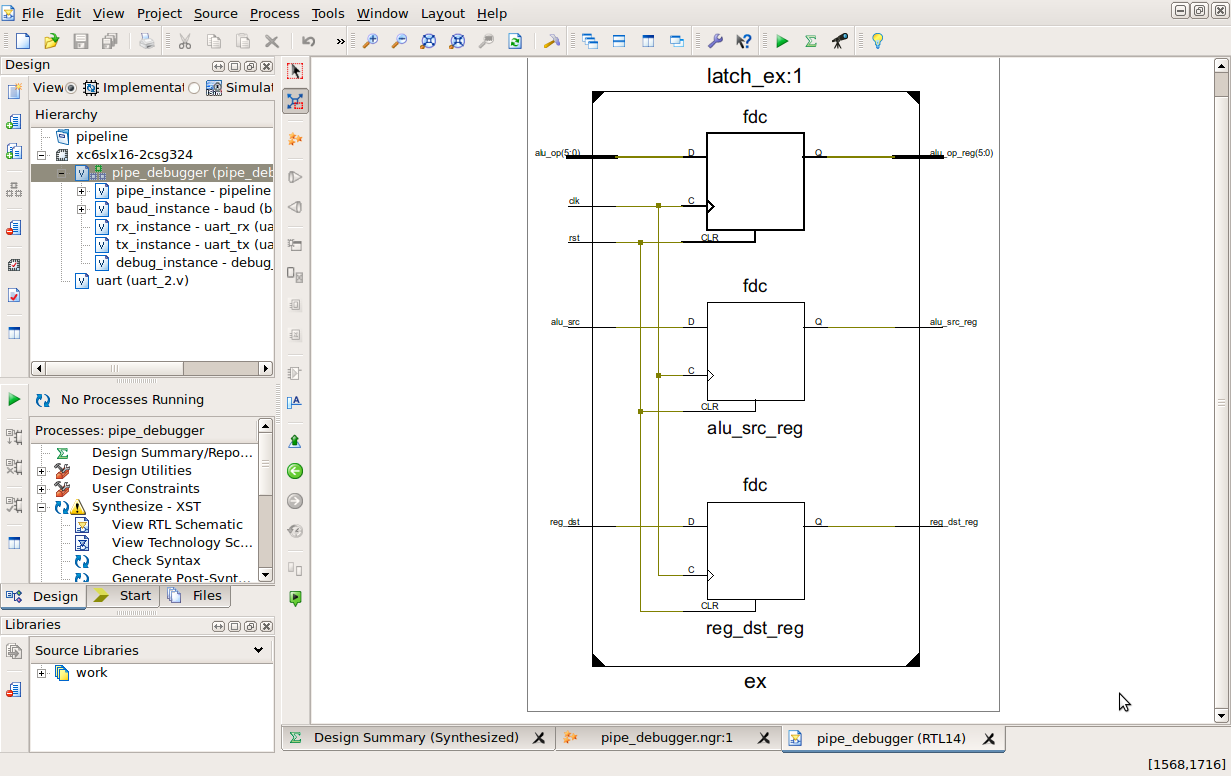 File Edit View Project Source Process Tools Window Layout Help
»
Design
View Implementat Simulat
Hierarchy
pipeline
xc6slx16-2csg324
pipe_debugger (pipe_deb
pipe_instance - pipeline
baud_instance - baud (b
rx_instance - uart_rx (ua
tx_instance - uart_tx (ua
debug_instance - debug_
uart (uart_2.v)
No Processes Running
Processes: pipe_debugger
Design Summary/Repo...
Design Utilities
User Constraints
Synthesize - XST
View RTL Schematic
View Technology Sc...
Check Syntax
Generate Post-Synt...
Design Start Files
Libraries
Source Libraries
work
latch_ex:1
fdc
alu_op(5:0) D Q alu_op_reg(5:0)
clk C
rst CLR
fdc
alu_src D Q alu_src_reg
C
CLR
alu_src_reg
fdc
reg_dst D Q reg_dst_reg
C
CLR
reg_dst_reg
ex
Design Summary (Synthesized) pipe_debugger.ngr:1 pipe_debugger (RTL14)
[1568,1716]